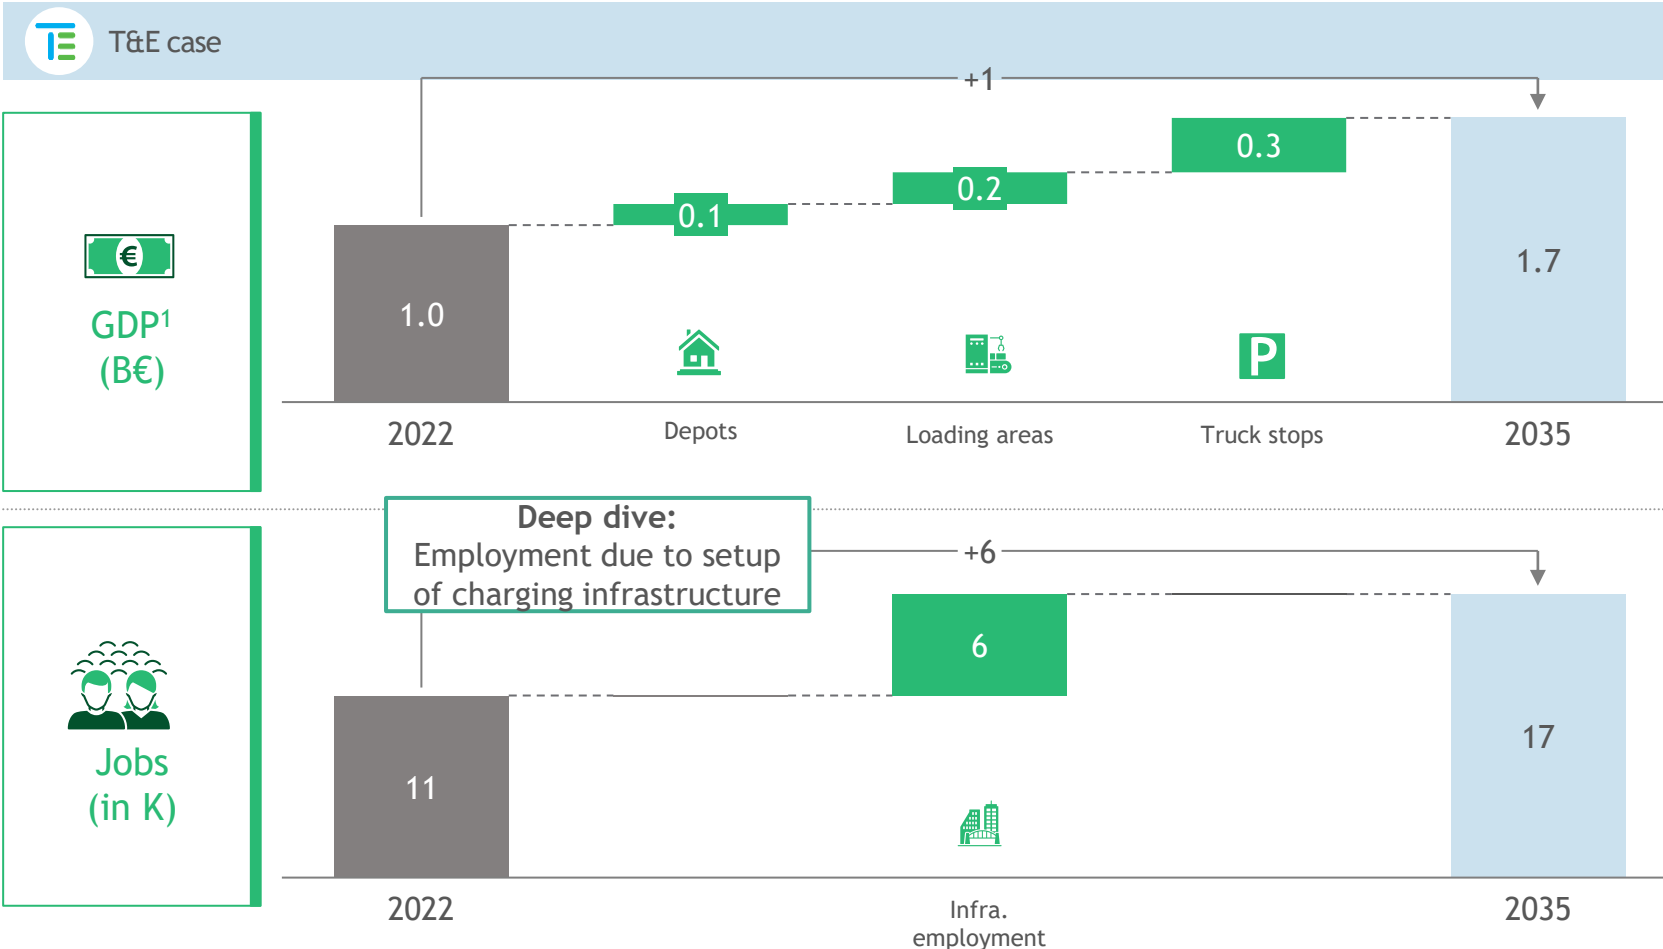 T&E case
+1
GDP¹
(B€)
1.0
0.1
0.2
0.3
1.7
P
2022
Depots
Loading areas
Truck stops
2035
Deep dive:
Employment due to setup
of charging infrastructure
+6
Jobs
(in K)
11
6
17
2022
Infra.
employment
2035